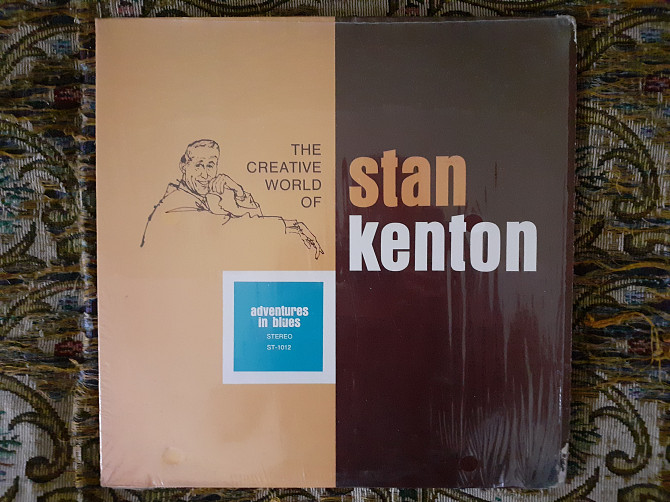 THE
CREATIVE
WORLD
OF
stan
kenton
adventures
in blues
STEREO
ST-1012